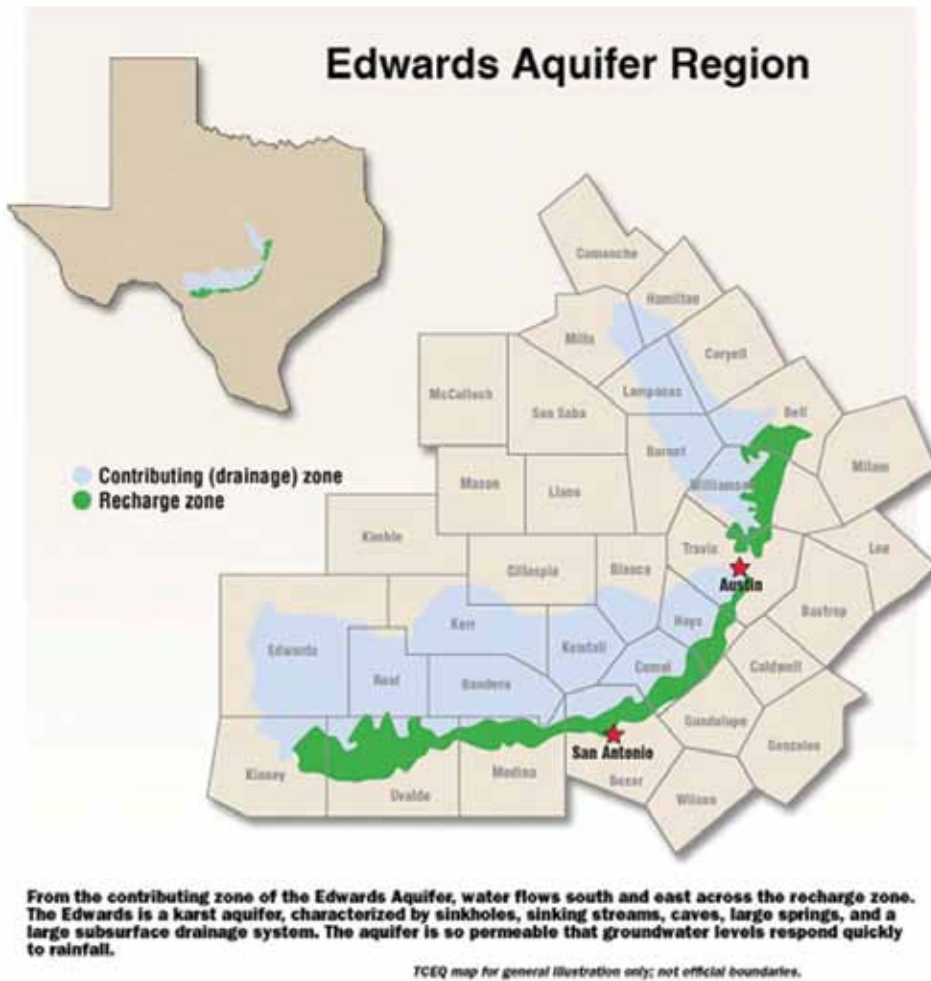 Edwards Aquifer Region
Comanche
Hamilton
Mills
Coryell
McCulloch
Lampasas
San Saba
Bell
Burnet
Milam
Contributing (drainage) zone
Recharge zone
Mason
Llano
Williamson
Kimble
Travis
Lee
Gillespie
Blanco
Austin
Bastrop
Kerr
Hays
Edwards
Kendall
Caldwell
Real
Bandera
Comal
Guadalupe
Gonzales
San Antonio
Kinney
Medina
Bexar
Uvalde
Wilson
From the contributing zone of the Edwards Aquifer, water flows south and east across the recharge zone.
The Edwards is a karst aquifer, characterized by sinkholes, sinking streams, caves, large springs, and a
large subsurface drainage system. The aquifer is so permeable that groundwater levels respond quickly
to rainfall.
TCEQ map for general illustration only; not official boundaries.